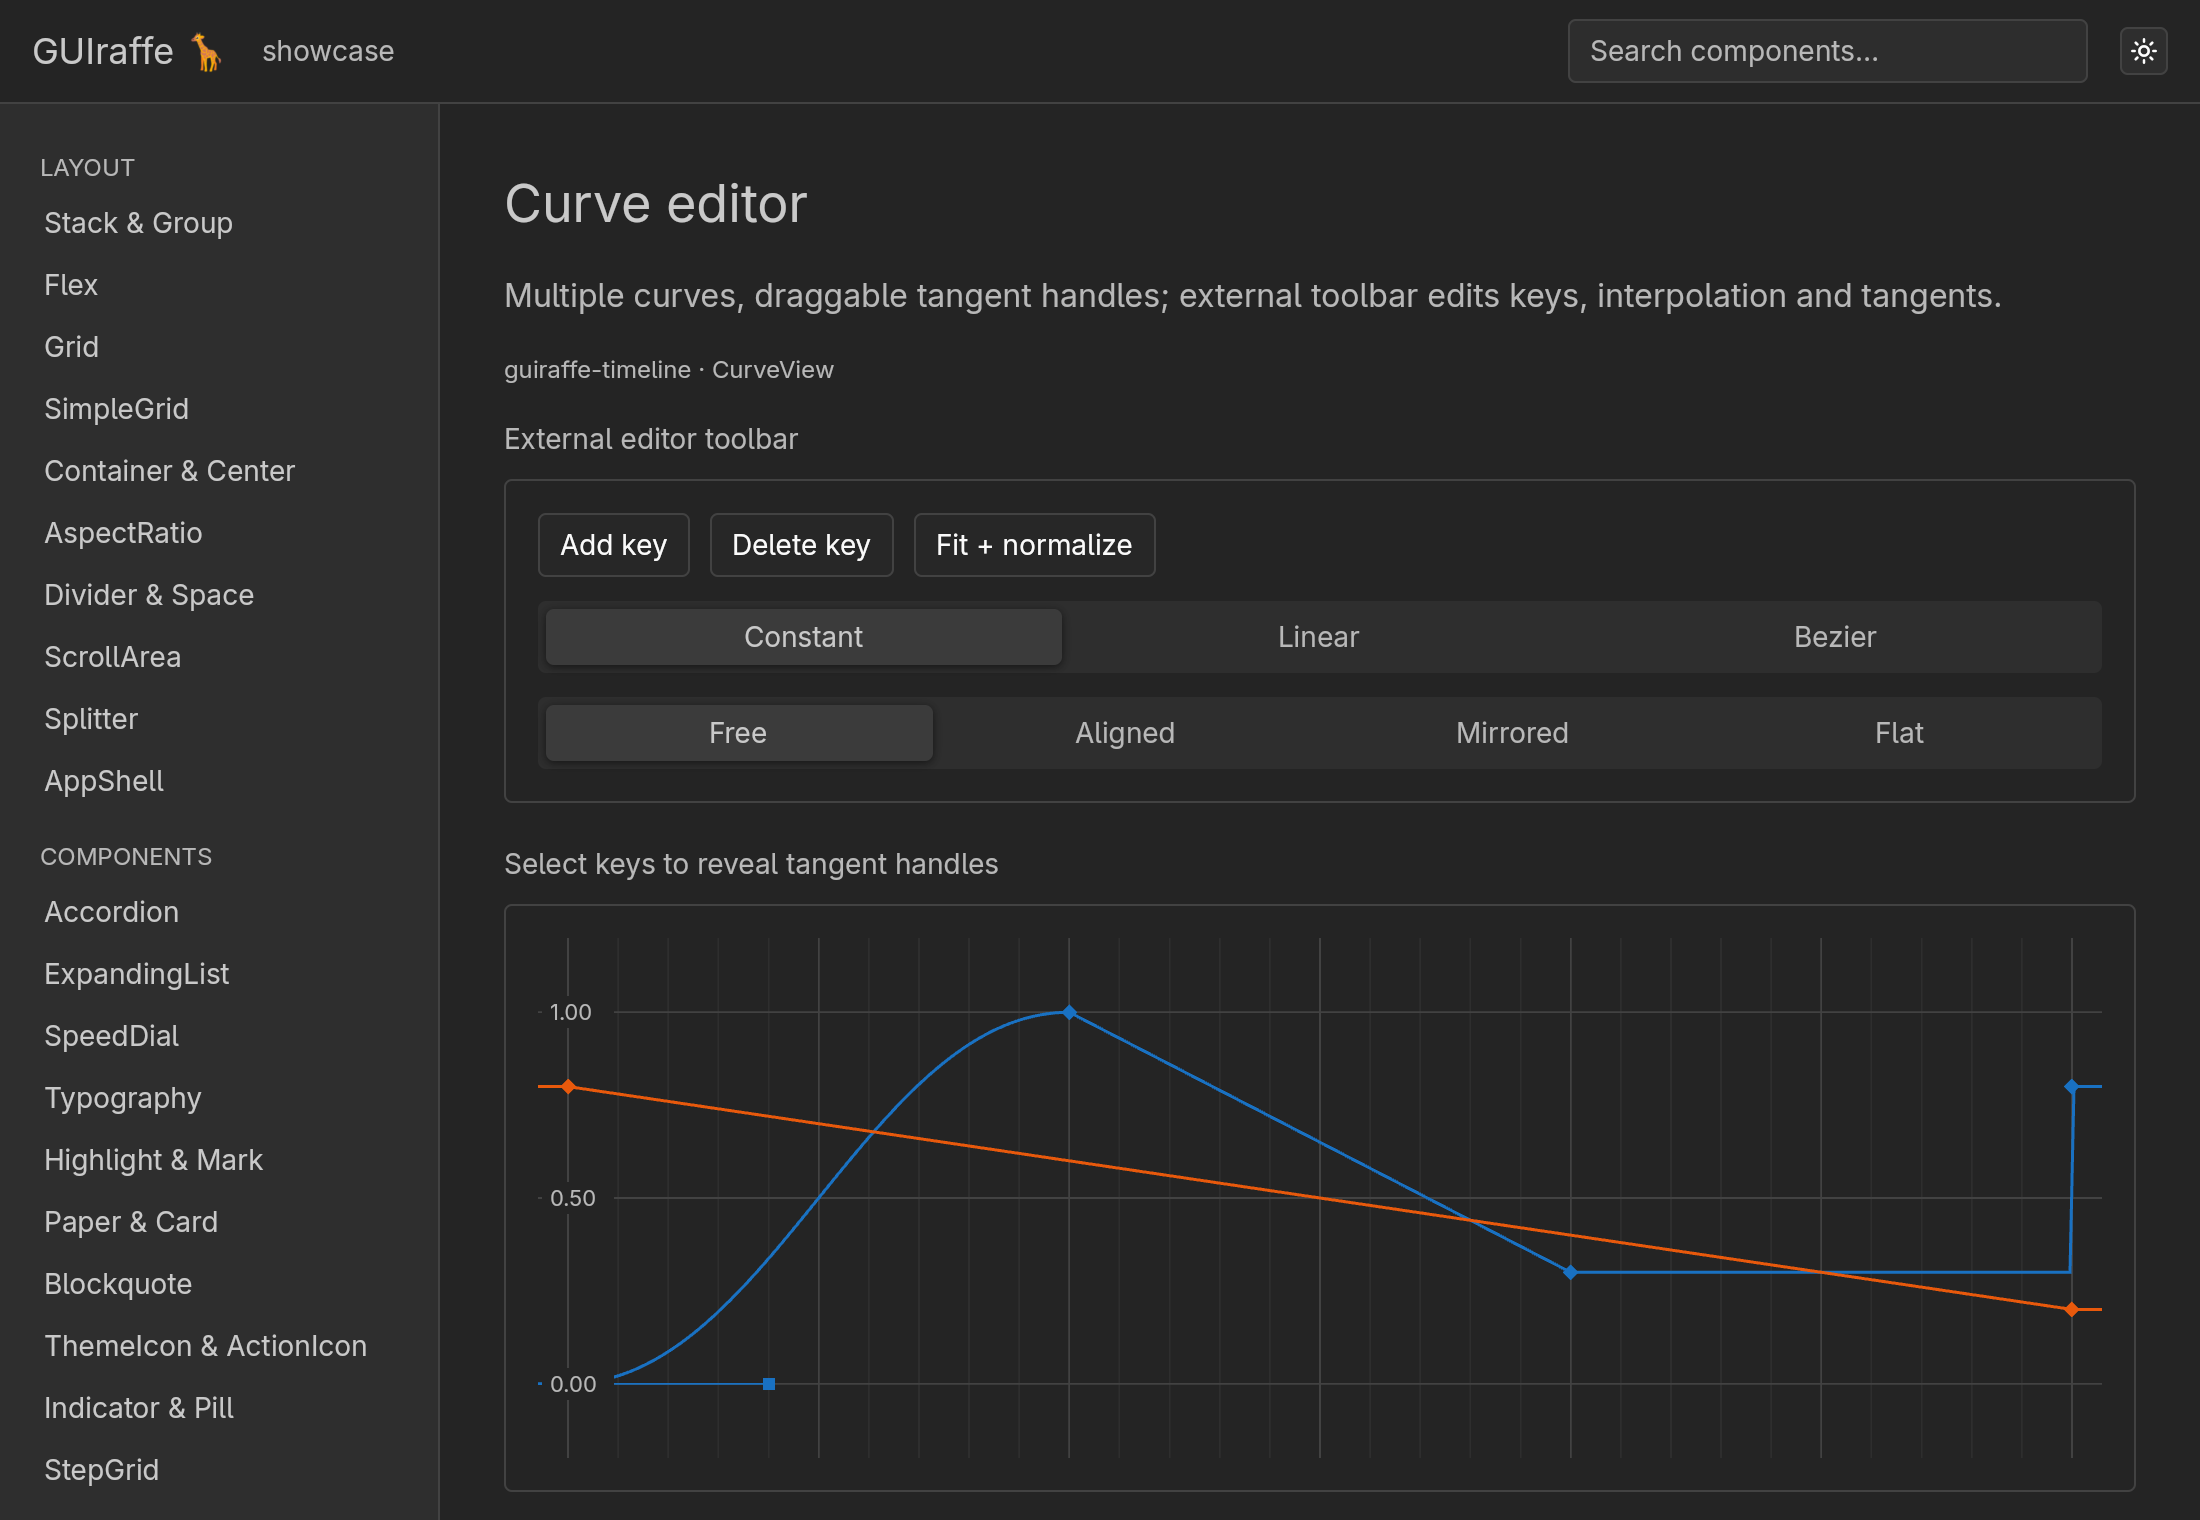 GUIraffe 🦒 showcase Search components...
LAYOUT
Stack & Group
Flex
Grid
SimpleGrid
Container & Center
AspectRatio
Divider & Space
ScrollArea
Splitter
AppShell
COMPONENTS
Accordion
ExpandingList
SpeedDial
Typography
Highlight & Mark
Paper & Card
Blockquote
ThemeIcon & ActionIcon
Indicator & Pill
StepGrid
Curve editor
Multiple curves, draggable tangent handles; external toolbar edits keys, interpolation and tangents.
guiraffe-timeline · CurveView
External editor toolbar
Add key Delete key Fit + normalize
Constant Linear Bezier
Free Aligned Mirrored Flat
Select keys to reveal tangent handles
1.00
0.50
0.00